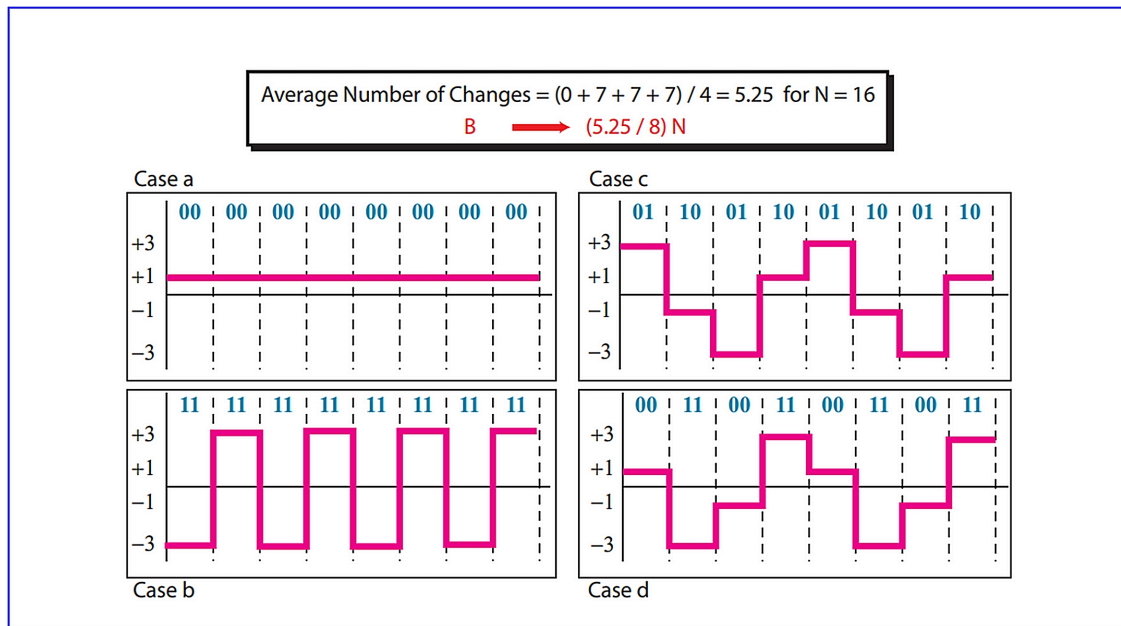 Average Number of Changes = (0 + 7 + 7 + 7) / 4 = 5.25 for N = 16
B (5.25 / 8) N
Case a
00 00 00 00 00 00 00 00
+3
+1
−1
−3
Case c
01 10 01 10 01 10 01 10
+3
+1
−1
−3
11 11 11 11 11 11 11 11
+3
+1
−1
−3
Case b
00 11 00 11 00 11 00 11
+3
+1
−1
−3
Case d